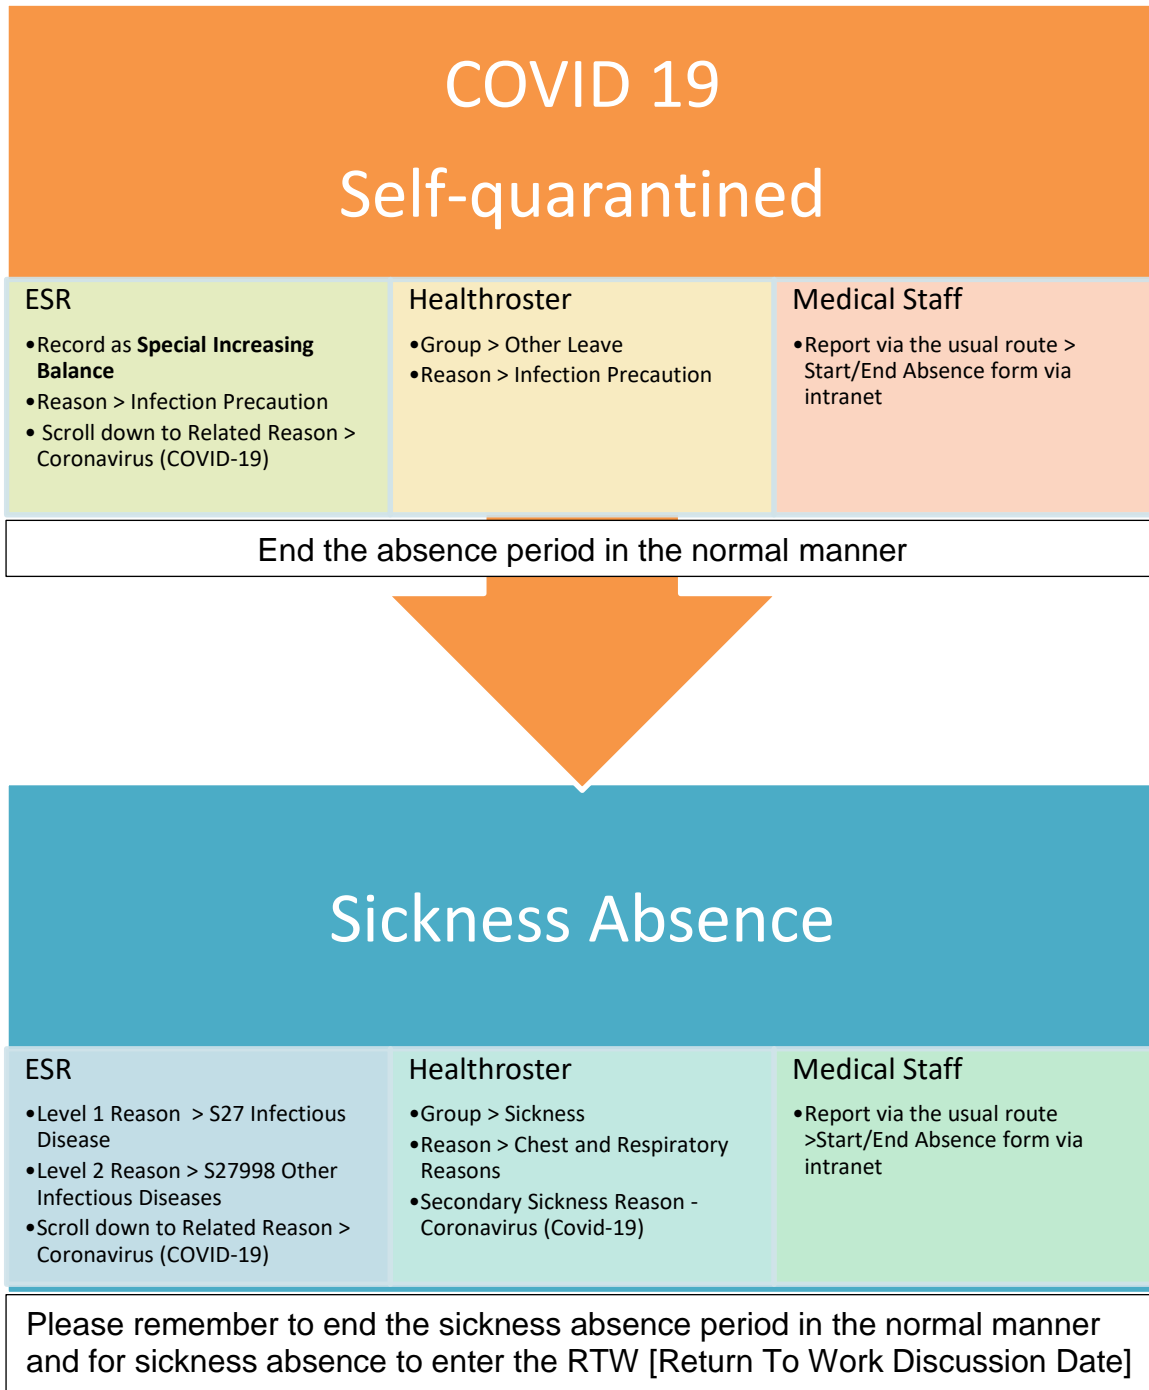 COVID 19
Self-quarantined
ESR
•Record as Special Increasing
Balance
•Reason > Infection Precaution
• Scroll down to Related Reason >
Coronavirus (COVID-19)
Healthroster
•Group > Other Leave
•Reason > Infection Precaution
Medical Staff
•Report via the usual route >
Start/End Absence form via
intranet
End the absence period in the normal manner
Sickness Absence
ESR
•Level 1 Reason > S27 Infectious
Disease
•Level 2 Reason > S27998 Other
Infectious Diseases
•Scroll down to Related Reason >
Coronavirus (COVID-19)
Healthroster
•Group > Sickness
•Reason > Chest and Respiratory
Reasons
•Secondary Sickness Reason -
Coronavirus (Covid-19)
Medical Staff
•Report via the usual route
>Start/End Absence form via
intranet
Please remember to end the sickness absence period in the normal manner
and for sickness absence to enter the RTW [Return To Work Discussion Date]